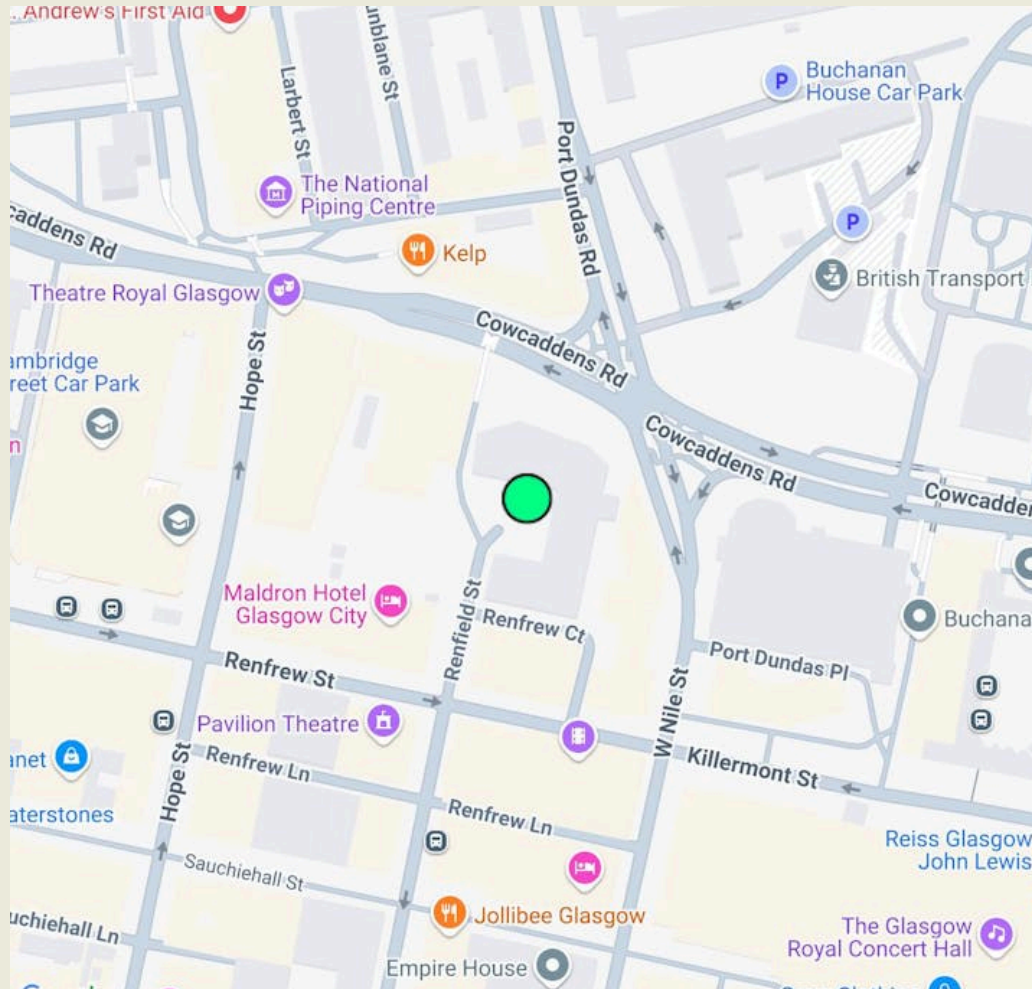 Andrew's First Aid
Larbert St
unblane St
Port Dundas Rd
Buchanan
House Car Park
P
The National
Piping Centre
P
caddens Rd
Kelp
British Transport
Theatre Royal Glasgow
Cowcaddens Rd
Hope St
ambridge
reet Car Park
Cowcaddens Rd
n
Cowcadden
Maldron Hotel
Glasgow City
Renfield St
Renfrew Ct
Buchana
Renfrew St
Port Dundas Pl
W Nile St
Pavilion Theatre
Killermont St
anet
Hope St
Renfrew Ln
aterstones
Renfrew Ln
Reiss Glasgow
John Lewis
Sauchiehall St
Jollibee Glasgow
uchiehall Ln
The Glasgow
Royal Concert Hall
Empire House